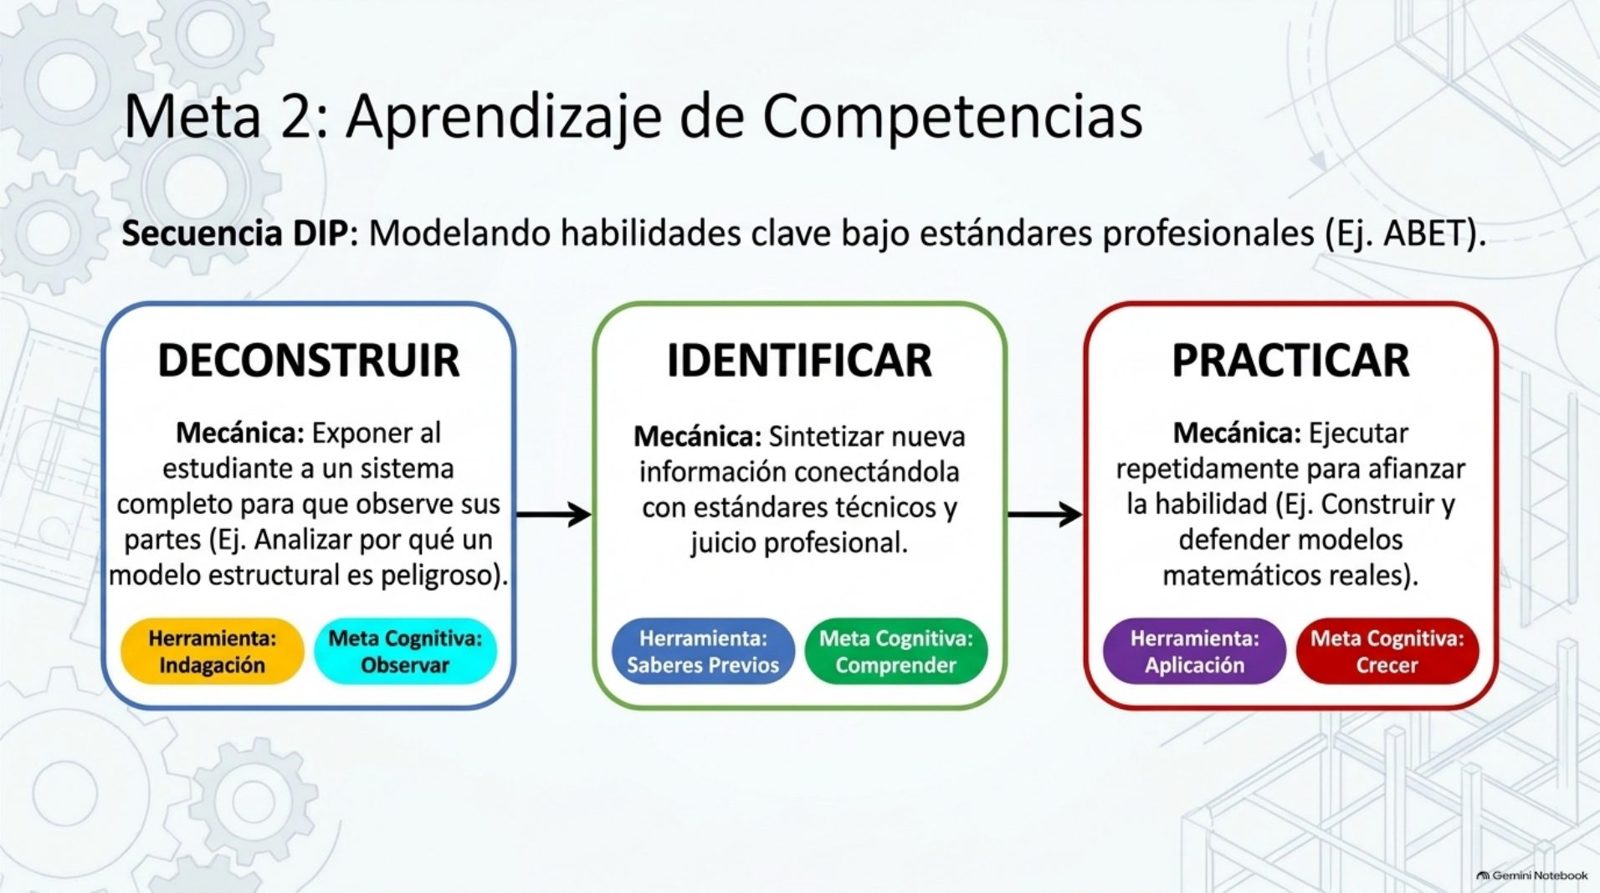 Meta 2: Aprendizaje de Competencias
Secuencia DIP: Modelando habilidades clave bajo estándares profesionales (Ej. ABET).
DECONSTRUIR
Mecánica: Exponer al
estudiante a un sistema
completo para que observe sus
partes (Ej. Analizar por qué un
modelo estructural es peligroso).
Herramienta:
Indagación
Meta Cognitiva:
Observar
IDENTIFICAR
Mecánica: Sintetizar nueva
información conectándola
con estándares técnicos y
juicio profesional.
Herramienta:
Saberes Previos
Meta Cognitiva:
Comprender
PRACTICAR
Mecánica: Ejecutar
repetidamente para afianzar
la habilidad (Ej. Construir y
defender modelos
matemáticos reales).
Herramienta:
Aplicación
Meta Cognitiva:
Crecer
Gemini Notebook